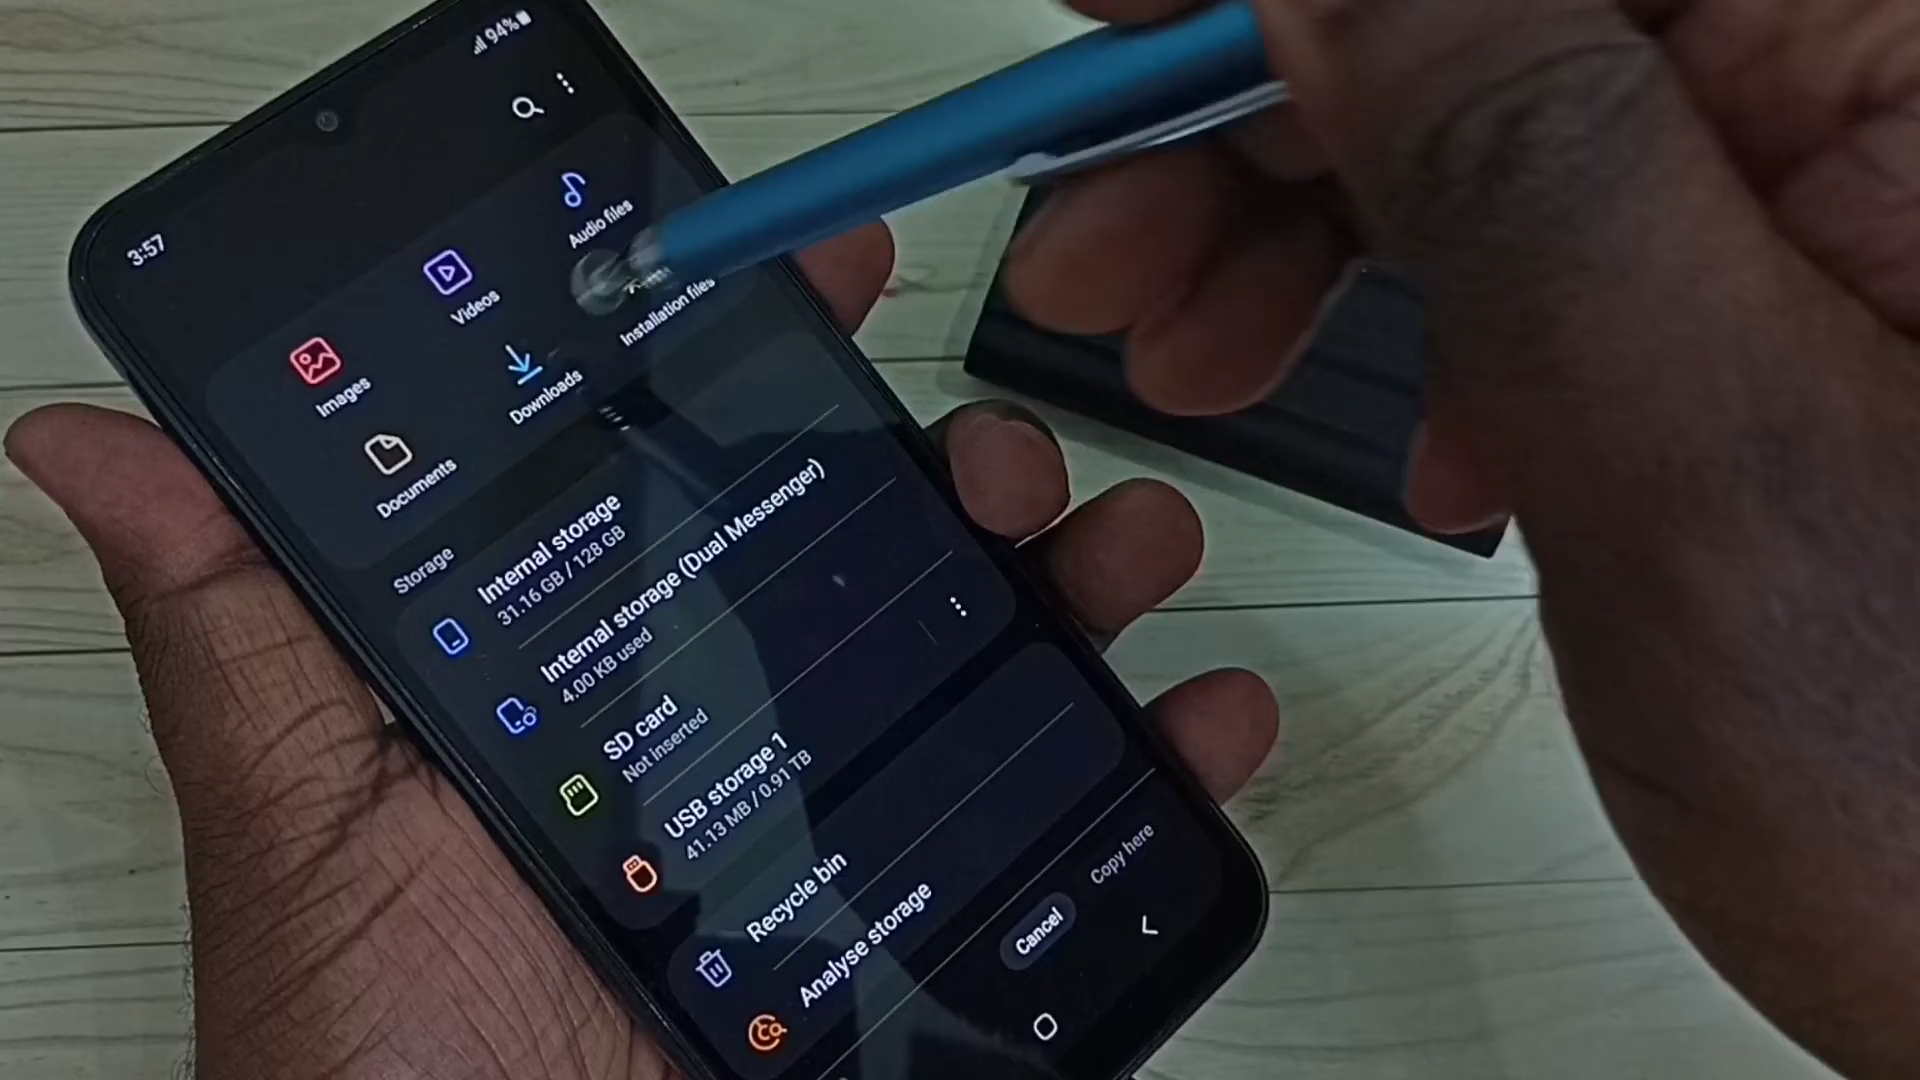 3:57
94%
Images
Videos
Audio files
Documents
Downloads
Installation files
Storage
Internal storage
31.16 GB / 128 GB
Internal storage (Dual Messenger)
4.00 KB used
SD card
Not inserted
USB storage 1
41.13 MB / 0.91 TB
Recycle bin
Analyse storage
Cancel
Copy here